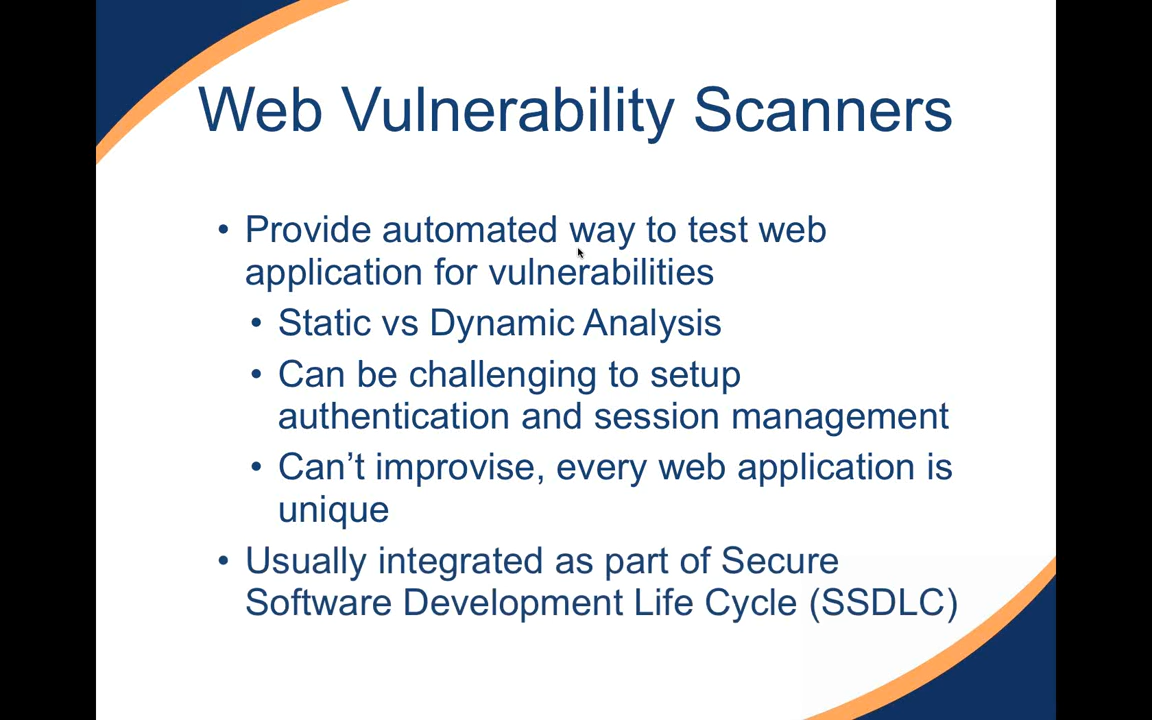 Web Vulnerability Scanners
• Provide automated way to test web
application for vulnerabilities
• Static vs Dynamic Analysis
• Can be challenging to setup
authentication and session management
• Can’t improvise, every web application is
unique
• Usually integrated as part of Secure
Software Development Life Cycle (SSDLC)